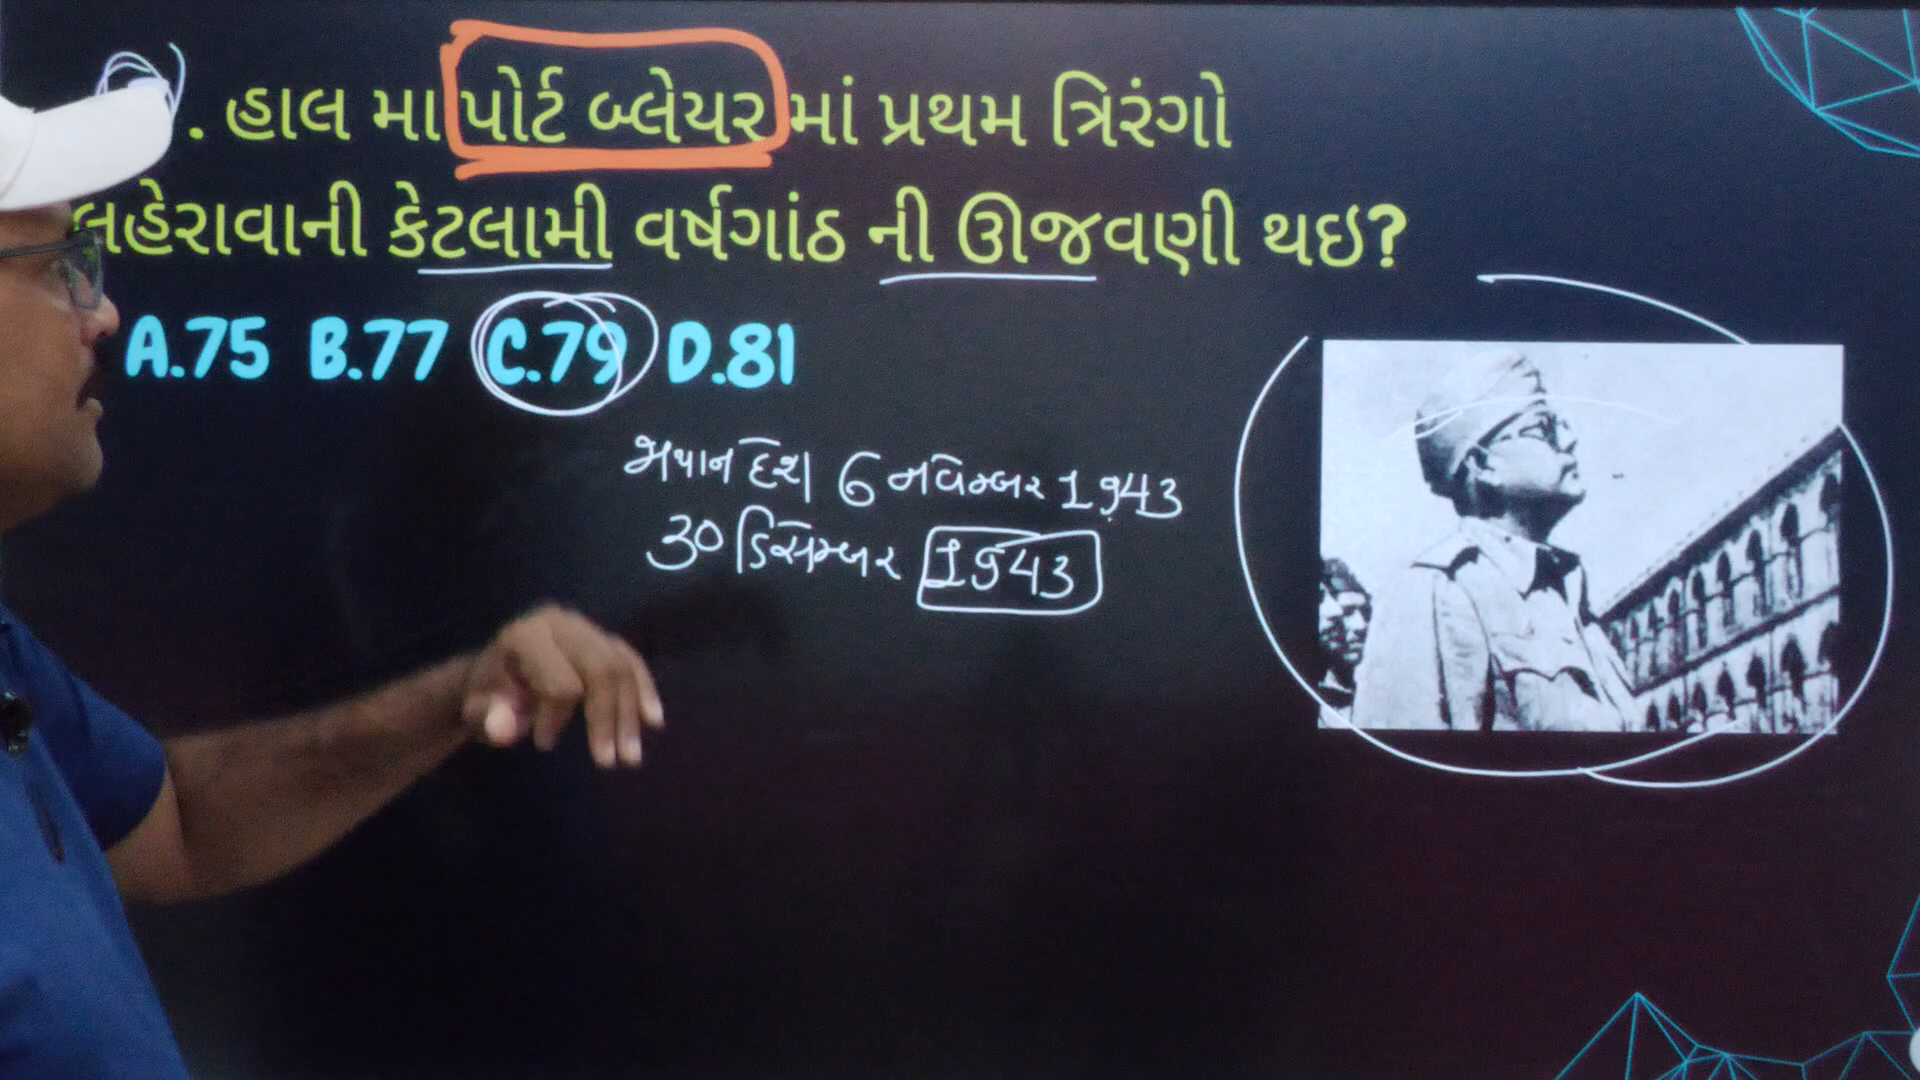 . હાલ મા પોર્ટ બ્લેયર માં પ્રથમ ત્રિરંગો
લહેરાવાની કેટલામી વર્ષગાંઠ ની ઊજવણી થઇ?
A.75 B.77 C.79 D.81
દેશ 6 નવેમ્બર 1943
30 ડિસેમ્બર 1943